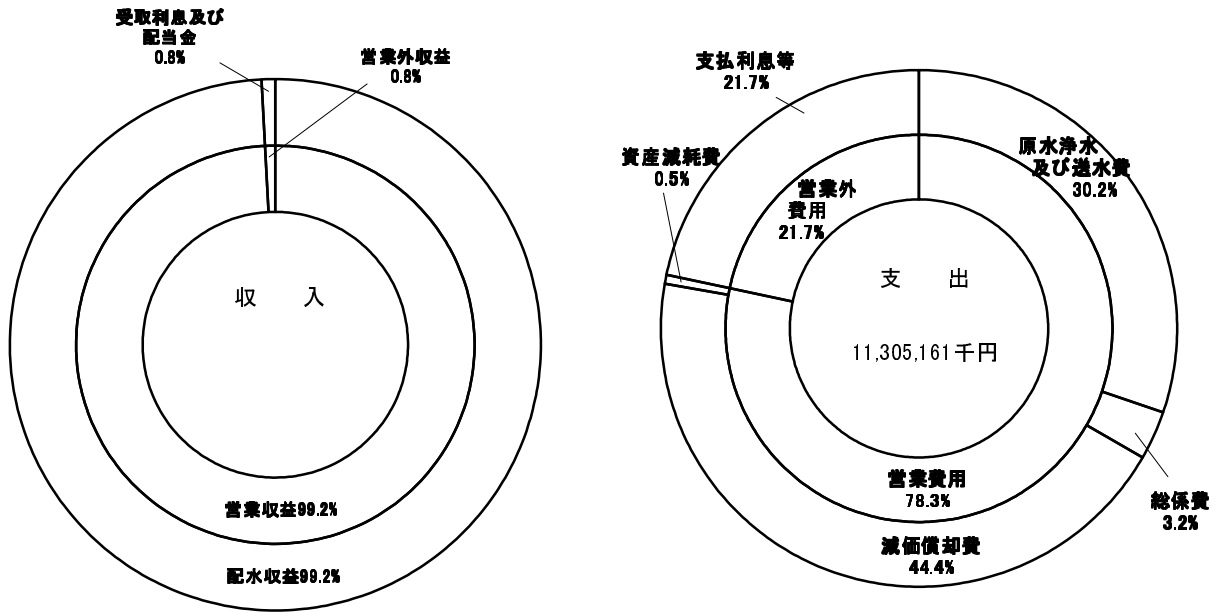 受取利息及び
配当金
0.8%
営業外収益
0.8%
収　入
営業収益99.2%
配水収益99.2%
支払利息等
21.7%
資産減耗費
0.5%
営業外
費用
21.7%
原水浄水
及び送水費
30.2%
支　出
11,305,161千円
営業費用
78.3%
総係費
3.2%
減価償却費
44.4%